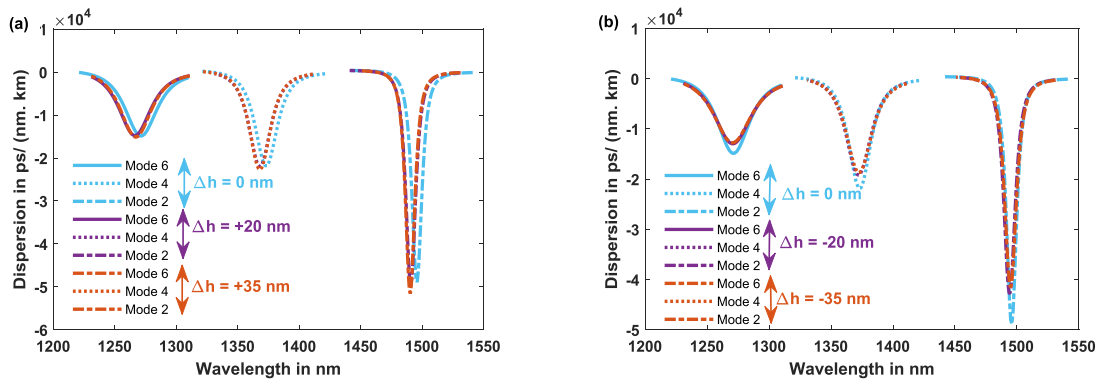 (a)
×10⁴
1
0
-1
-2
-3
-4
-5
-6
Dispersion in ps/ (nm. km)
Mode 6
Mode 4
Mode 2
Δh = 0 nm
Mode 6
Mode 4
Mode 2
Δh = +20 nm
Mode 6
Mode 4
Mode 2
Δh = +35 nm
1200 1250 1300 1350 1400 1450 1500 1550
Wavelength in nm
(b)
×10⁴
1
0
-1
-2
-3
-4
-5
Dispersion in ps/ (nm. km)
Mode 6
Mode 4
Mode 2
Δh = 0 nm
Mode 6
Mode 4
Mode 2
Δh = -20 nm
Mode 6
Mode 4
Mode 2
Δh = -35 nm
1200 1250 1300 1350 1400 1450 1500 1550
Wavelength in nm